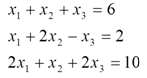 x₁ + x₂ + x₃ = 6
x₁ + 2x₂ − x₃ = 2
2x₁ + x₂ + 2x₃ = 10